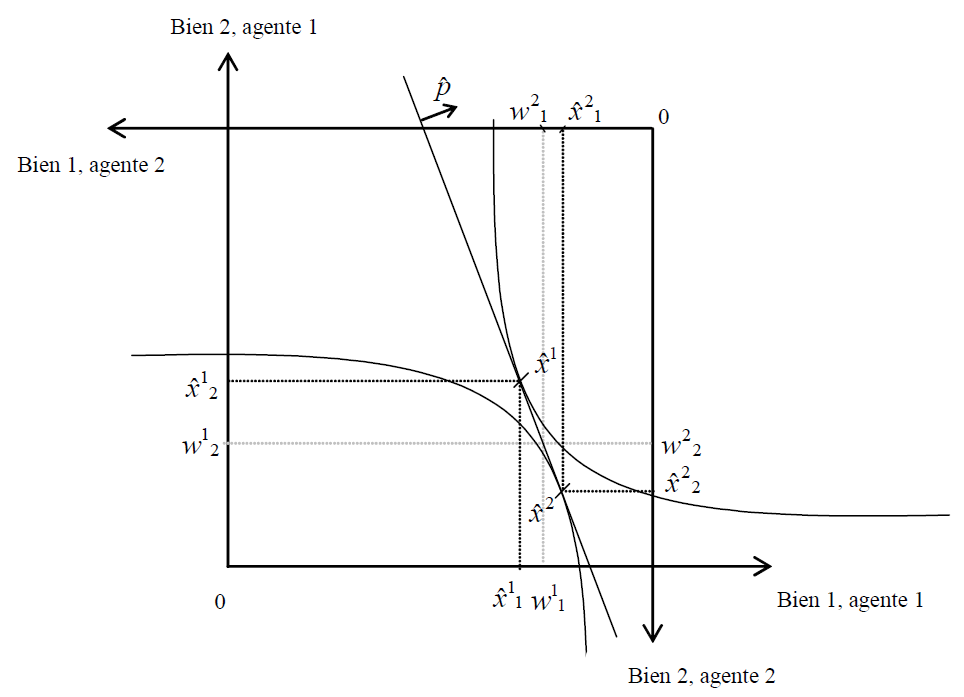 Bien 2, agente 1
p̂
w²₁ x̂²₁ 0
Bien 1, agente 2
x̂¹
x̂¹₂
w¹₂ w²₂
x̂²₂
x̂²
0 x̂¹₁ w¹₁ Bien 1, agente 1
Bien 2, agente 2